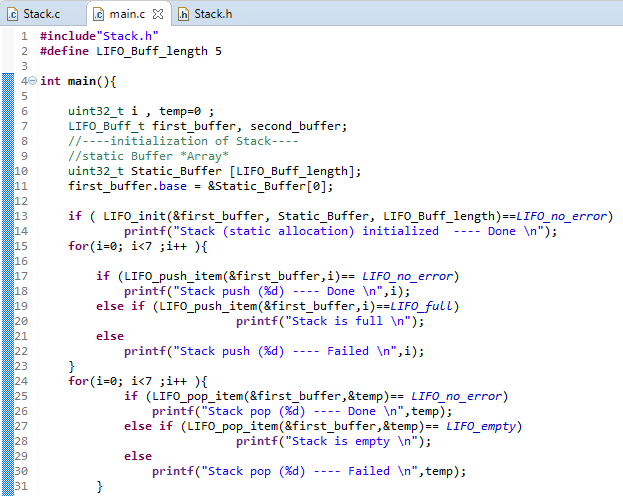 Stack.c main.c Stack.h
1 #include"Stack.h"
2 #define LIFO_Buff_length 5
3
4 int main(){
5
6 uint32_t i , temp=0 ;
7 LIFO_Buff_t first_buffer, second_buffer;
8 //----initialization of Stack----
9 //static Buffer *Array*
10 uint32_t Static_Buffer [LIFO_Buff_length];
11 first_buffer.base = &Static_Buffer[0];
12
13 if ( LIFO_init(&first_buffer, Static_Buffer, LIFO_Buff_length)==LIFO_no_error)
14 printf("Stack (static allocation) initialized  ---- Done \n");
15 for(i=0; i<7 ;i++ ){
16
17 if (LIFO_push_item(&first_buffer,i)== LIFO_no_error)
18 printf("Stack push (%d) ---- Done \n",i);
19 else if (LIFO_push_item(&first_buffer,i)==LIFO_full)
20 printf("Stack is full \n");
21 else
22 printf("Stack push (%d) ---- Failed \n",i);
23 }
24 for(i=0; i<7 ;i++ ){
25 if (LIFO_pop_item(&first_buffer,&temp)== LIFO_no_error)
26 printf("Stack pop (%d) ---- Done \n",temp);
27 else if (LIFO_pop_item(&first_buffer,&temp)== LIFO_empty)
28 printf("Stack is empty \n");
29 else
30 printf("Stack pop (%d) ---- Failed \n",temp);
31 }